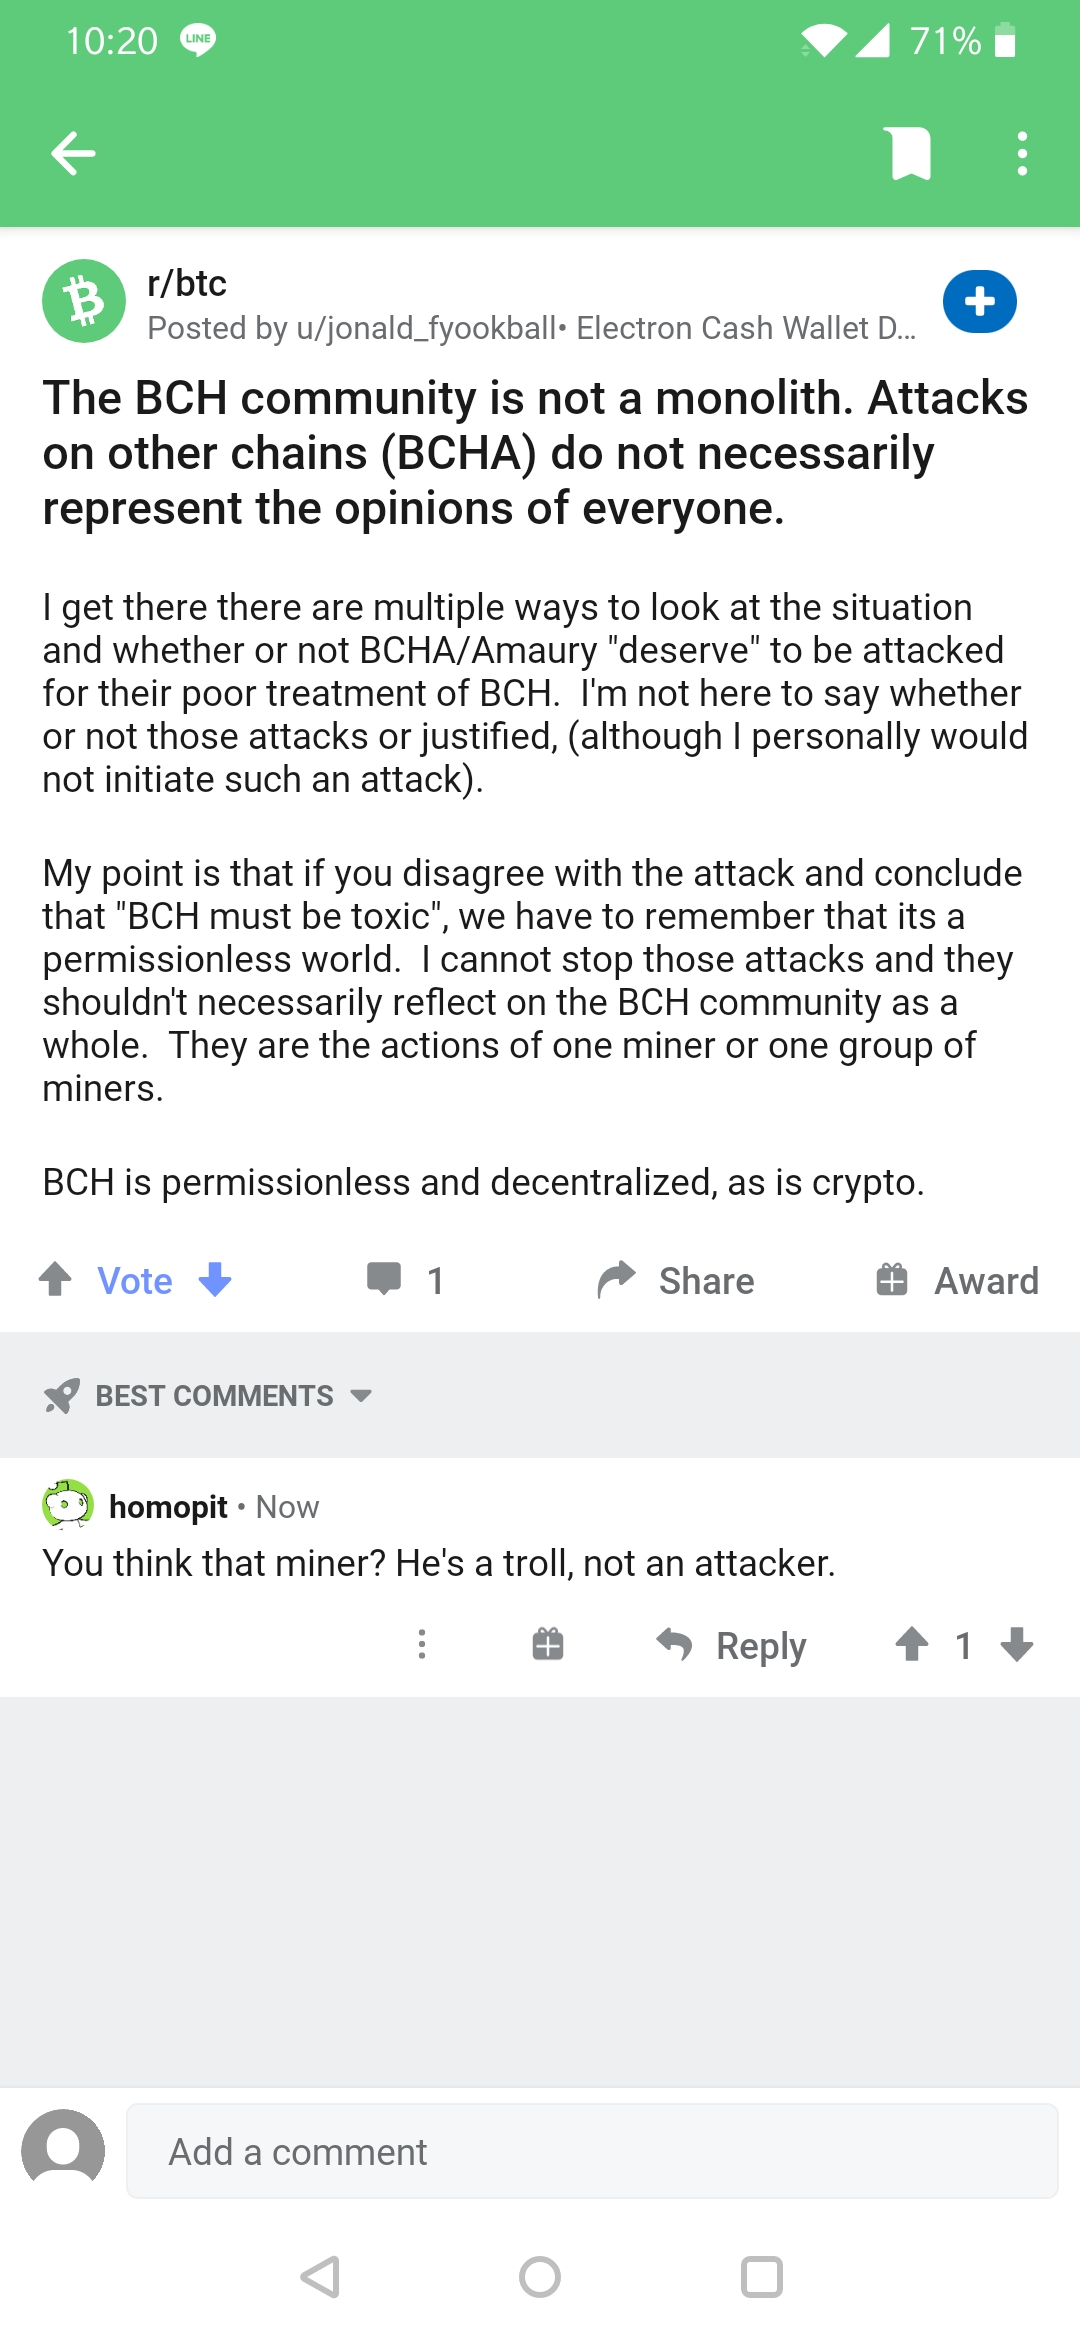 10:20 LINE 71%
r/btc
Posted by u/jonald_fyookball• Electron Cash Wallet D...
The BCH community is not a monolith. Attacks
on other chains (BCHA) do not necessarily
represent the opinions of everyone.
I get there there are multiple ways to look at the situation
and whether or not BCHA/Amaury "deserve" to be attacked
for their poor treatment of BCH.  I'm not here to say whether
or not those attacks or justified, (although I personally would
not initiate such an attack).
My point is that if you disagree with the attack and conclude
that "BCH must be toxic", we have to remember that its a
permissionless world.  I cannot stop those attacks and they
shouldn't necessarily reflect on the BCH community as a
whole.  They are the actions of one miner or one group of
miners.
BCH is permissionless and decentralized, as is crypto.
Vote 1 Share Award
BEST COMMENTS
homopit • Now
You think that miner? He's a troll, not an attacker.
Reply 1
Add a comment